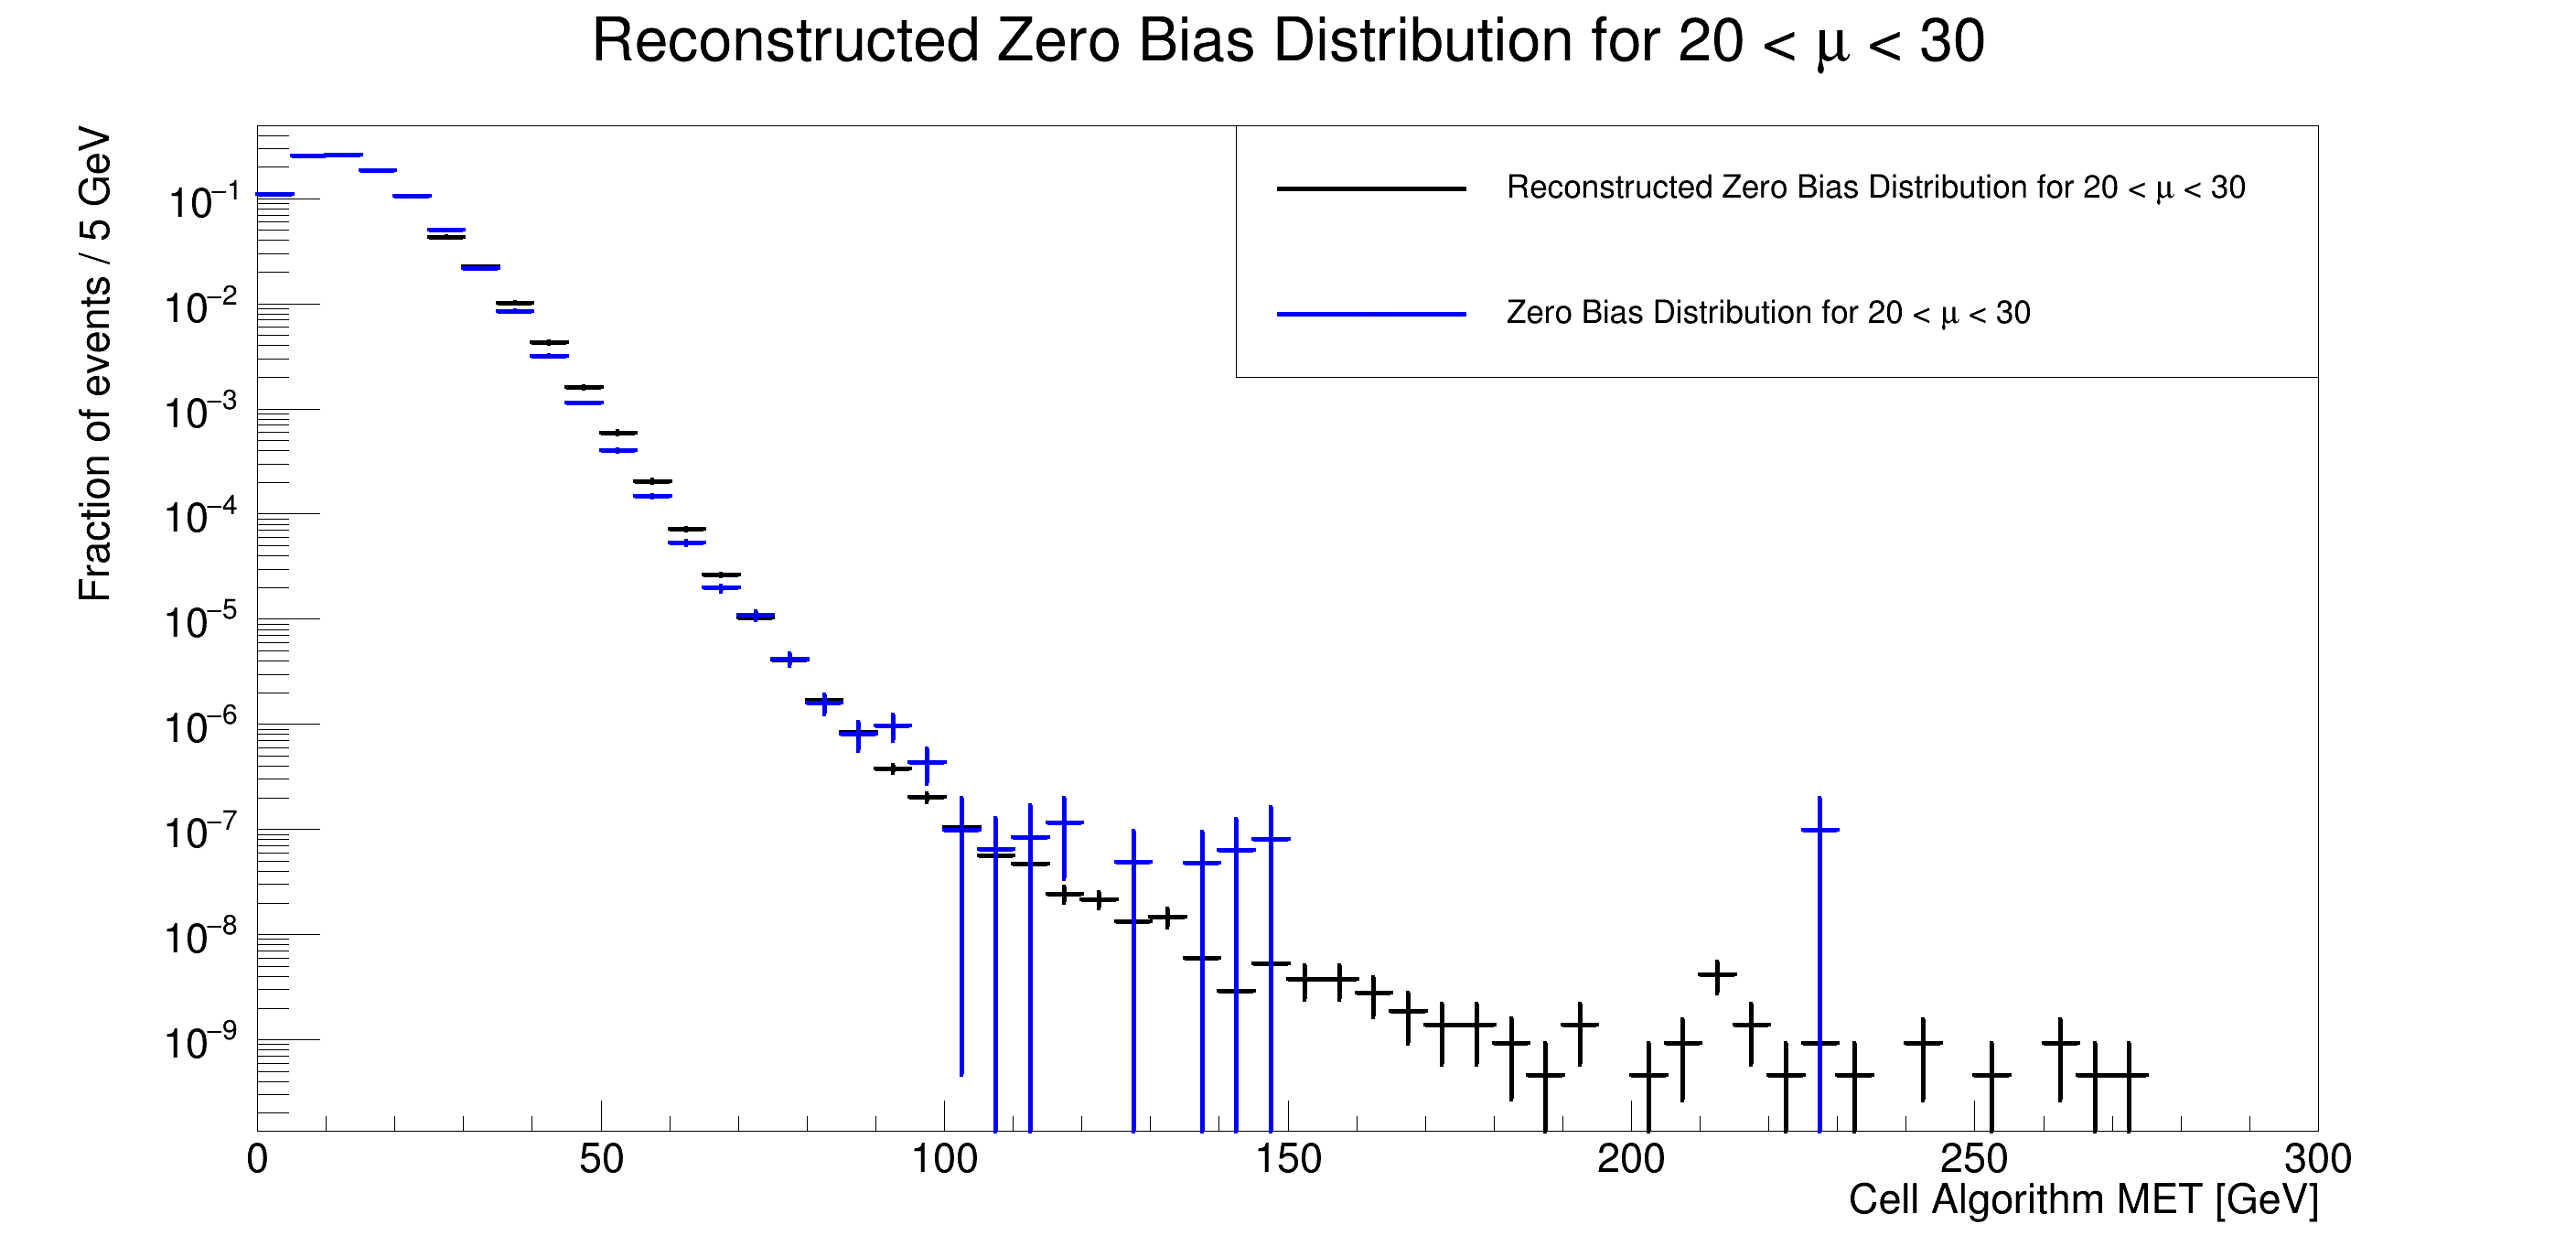 Reconstructed Zero Bias Distribution for 20 < μ < 30
Fraction of events / 5 GeV
Reconstructed Zero Bias Distribution for 20 < μ < 30
Zero Bias Distribution for 20 < μ < 30
10⁻¹
10⁻²
10⁻³
10⁻⁴
10⁻⁵
10⁻⁶
10⁻⁷
10⁻⁸
10⁻⁹
0 50 100 150 200 250 300
Cell Algorithm MET [GeV]